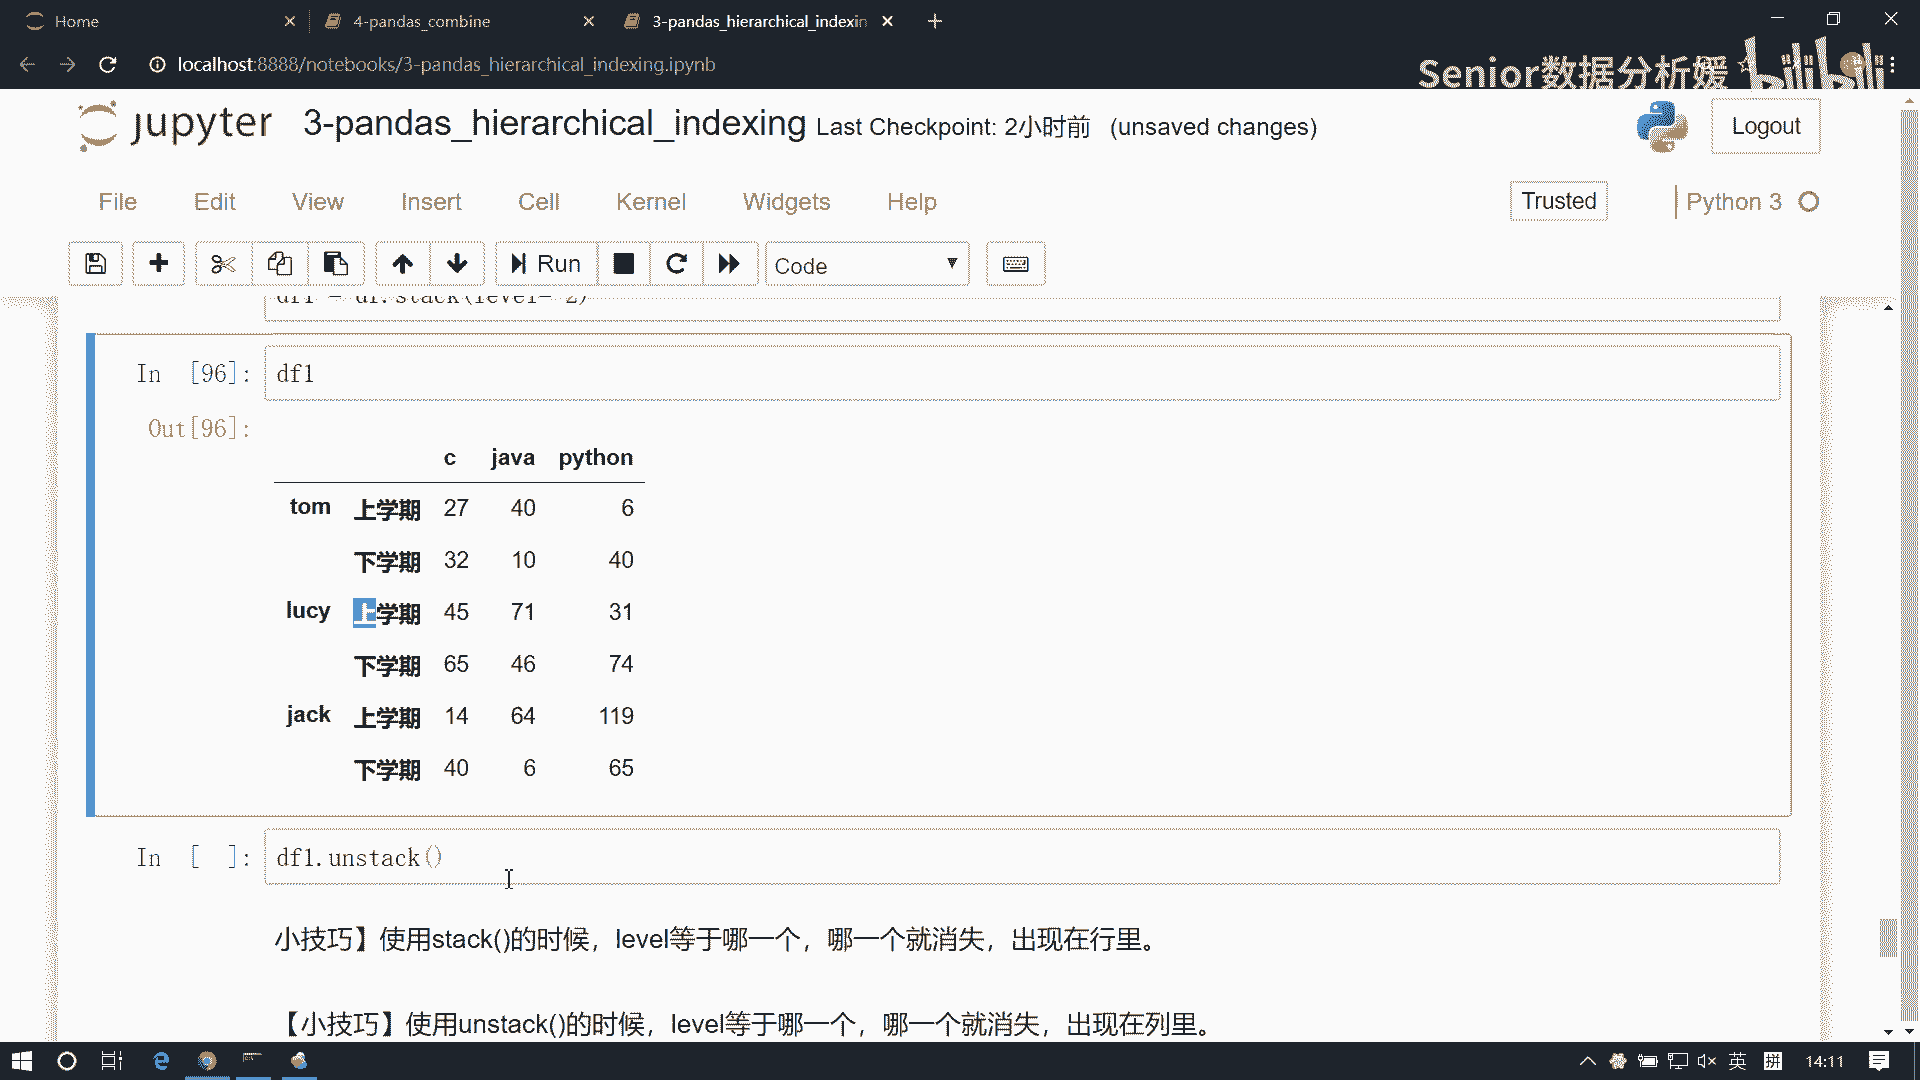 Home
4-pandas_combine
3-pandas_hierarchical_indexin
localhost:8888/notebooks/3-pandas_hierarchical_indexing.ipynb
Senior数据分析媛 bilibili
jupyter 3-pandas_hierarchical_indexing Last Checkpoint: 2小时前 (unsaved changes)
Logout
File Edit View Insert Cell Kernel Widgets Help
Trusted
Python 3
Run
Code
In [96]: df1
Out[96]:
c java python
tom 上学期 27 40 6
下学期 32 10 40
lucy 上学期 45 71 31
下学期 65 46 74
jack 上学期 14 64 119
下学期 40 6 65
In [ ]: df1.unstack()
小技巧】使用stack()的时候，level等于哪一个，哪一个就消失，出现在行里。
【小技巧】使用unstack()的时候，level等于哪一个，哪一个就消失，出现在列里。
英 拼 14:11